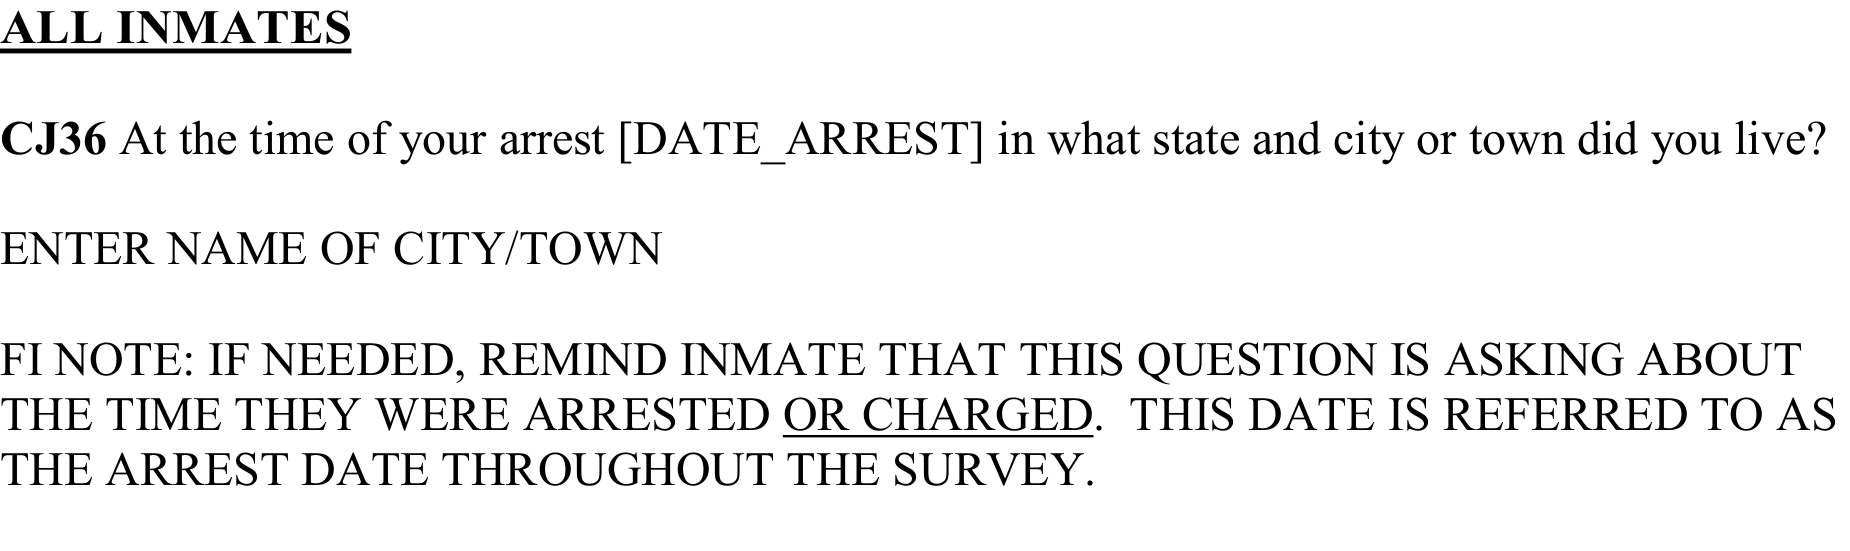 ALL INMATES
CJ36 At the time of your arrest [DATE_ARREST] in what state and city or town did you live?
ENTER NAME OF CITY/TOWN
FI NOTE: IF NEEDED, REMIND INMATE THAT THIS QUESTION IS ASKING ABOUT
THE TIME THEY WERE ARRESTED OR CHARGED.  THIS DATE IS REFERRED TO AS
THE ARREST DATE THROUGHOUT THE SURVEY.